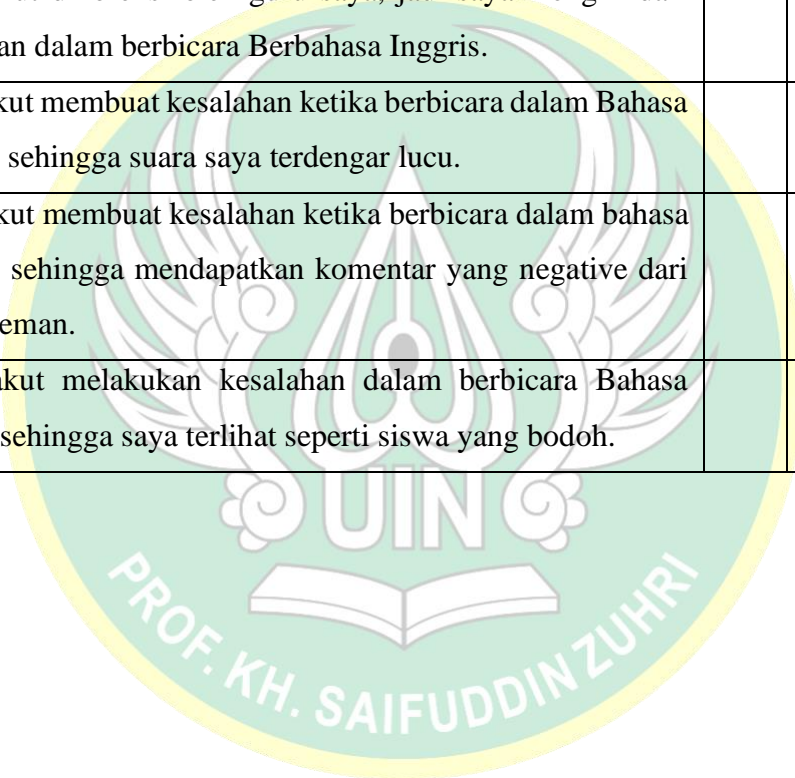 an dalam berbicara Berbahasa Inggris.
kut membuat kesalahan ketika berbicara dalam Bahasa
sehingga suara saya terdengar lucu.
kut membuat kesalahan ketika berbicara dalam bahasa
sehingga mendapatkan komentar yang negative dari
eman.
akut melakukan kesalahan dalam berbicara Bahasa
sehingga saya terlihat seperti siswa yang bodoh.
UIN
PROF. KH. SAIFUDDIN ZUHRI